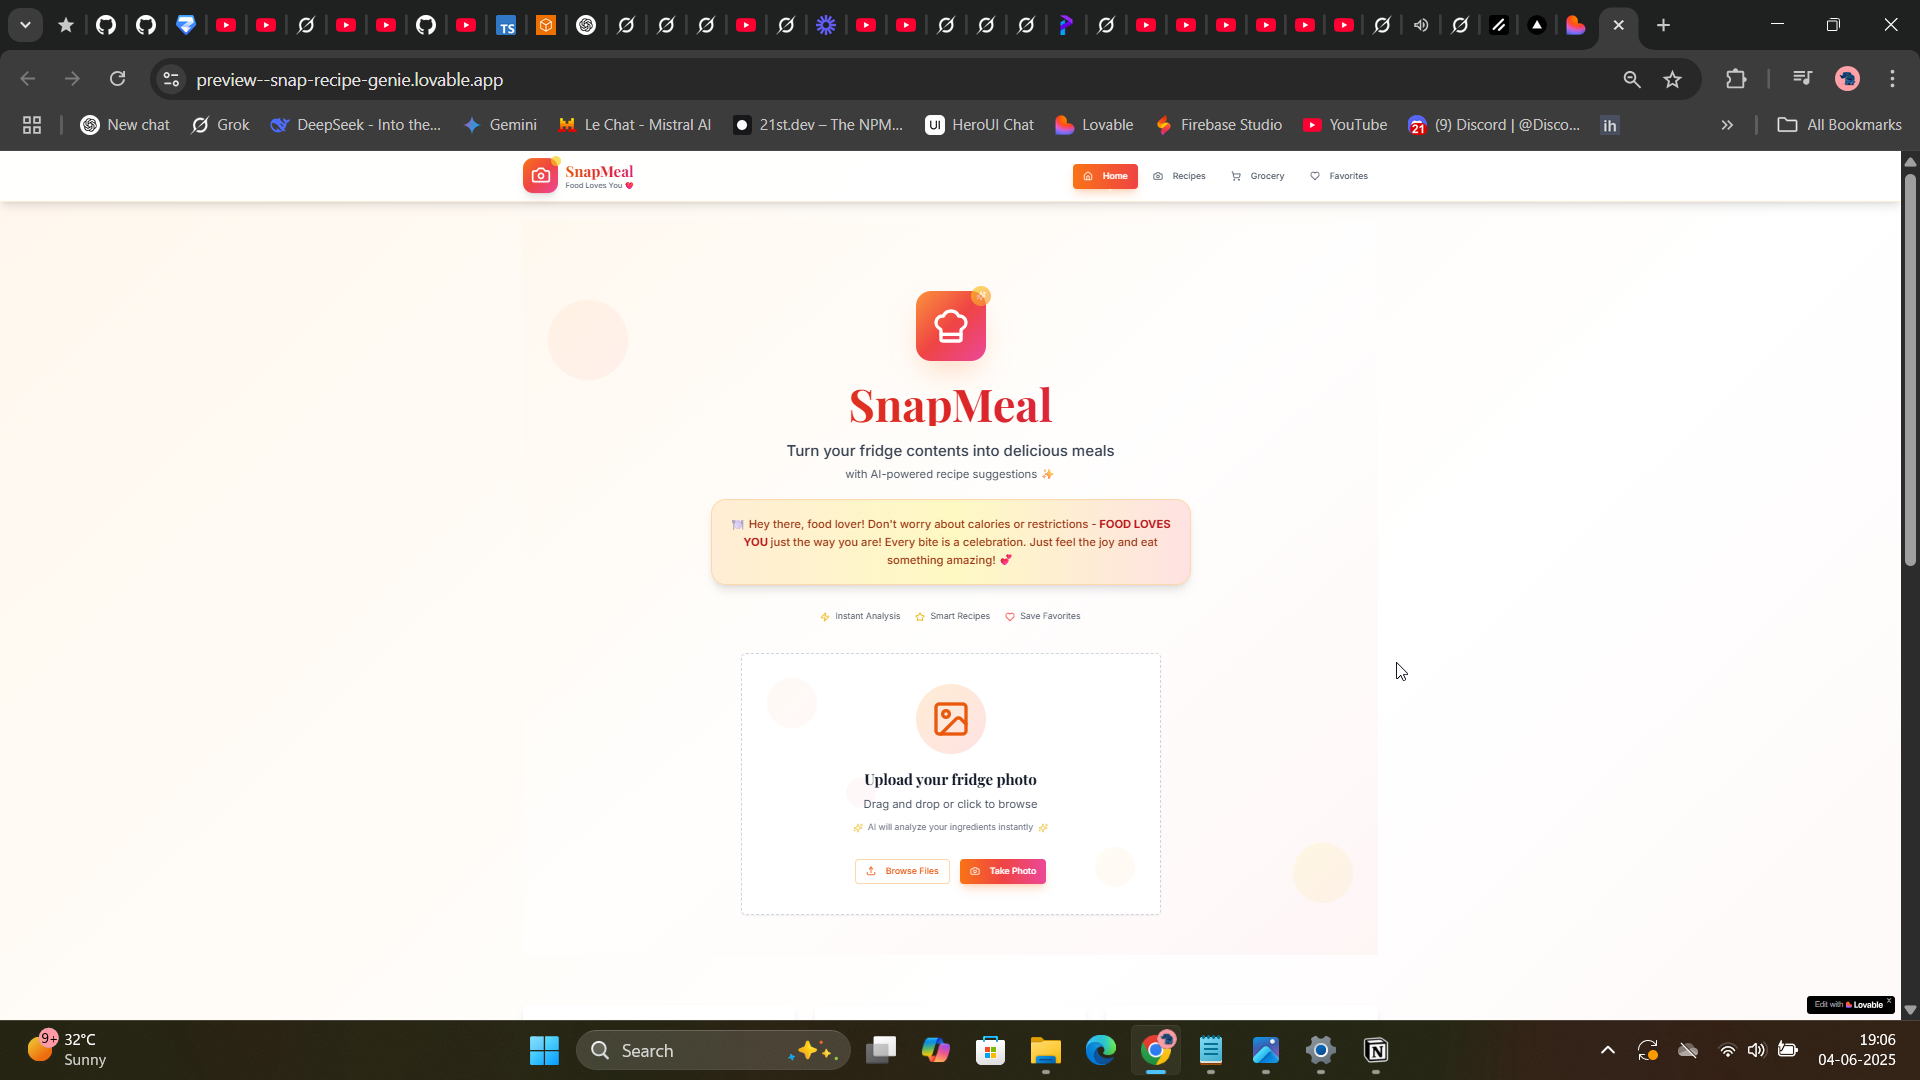 TS
preview--snap-recipe-genie.lovable.app
New chat
Grok
DeepSeek - Into the...
Gemini
Le Chat - Mistral AI
21st.dev – The NPM...
UI
HeroUI Chat
Lovable
Firebase Studio
YouTube
21
(9) Discord | @Disco...
ih
All Bookmarks
SnapMeal
Food Loves You
Home
Recipes
Grocery
Favorites
SnapMeal
Turn your fridge contents into delicious meals
with AI-powered recipe suggestions ✨
🍽️ Hey there, food lover! Don't worry about calories or restrictions - FOOD LOVES
YOU just the way you are! Every bite is a celebration. Just feel the joy and eat
something amazing! 💕
Instant Analysis
Smart Recipes
Save Favorites
Upload your fridge photo
Drag and drop or click to browse
AI will analyze your ingredients instantly
Browse Files
Take Photo
Edit with Lovable
9+
32°C
Sunny
Search
19:06
04-06-2025